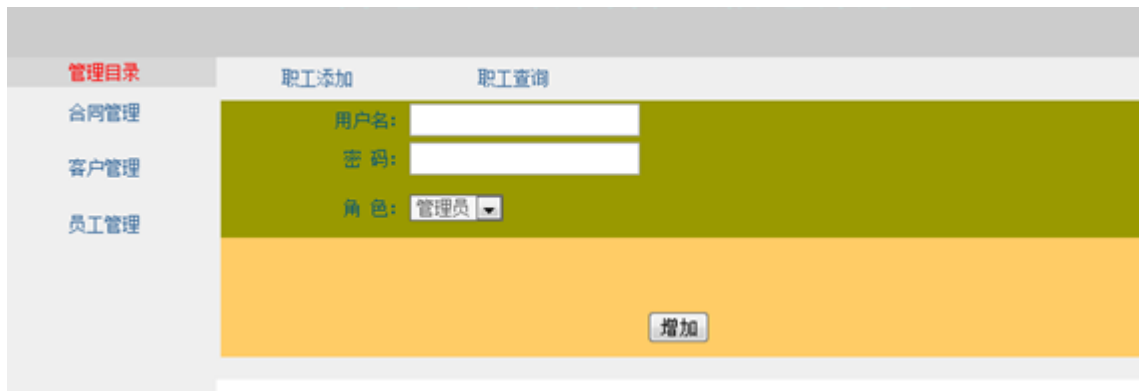 管理目录
合同管理
客户管理
员工管理
职工添加 职工查询
用户名:
密 码:
角 色: 管理员
增加